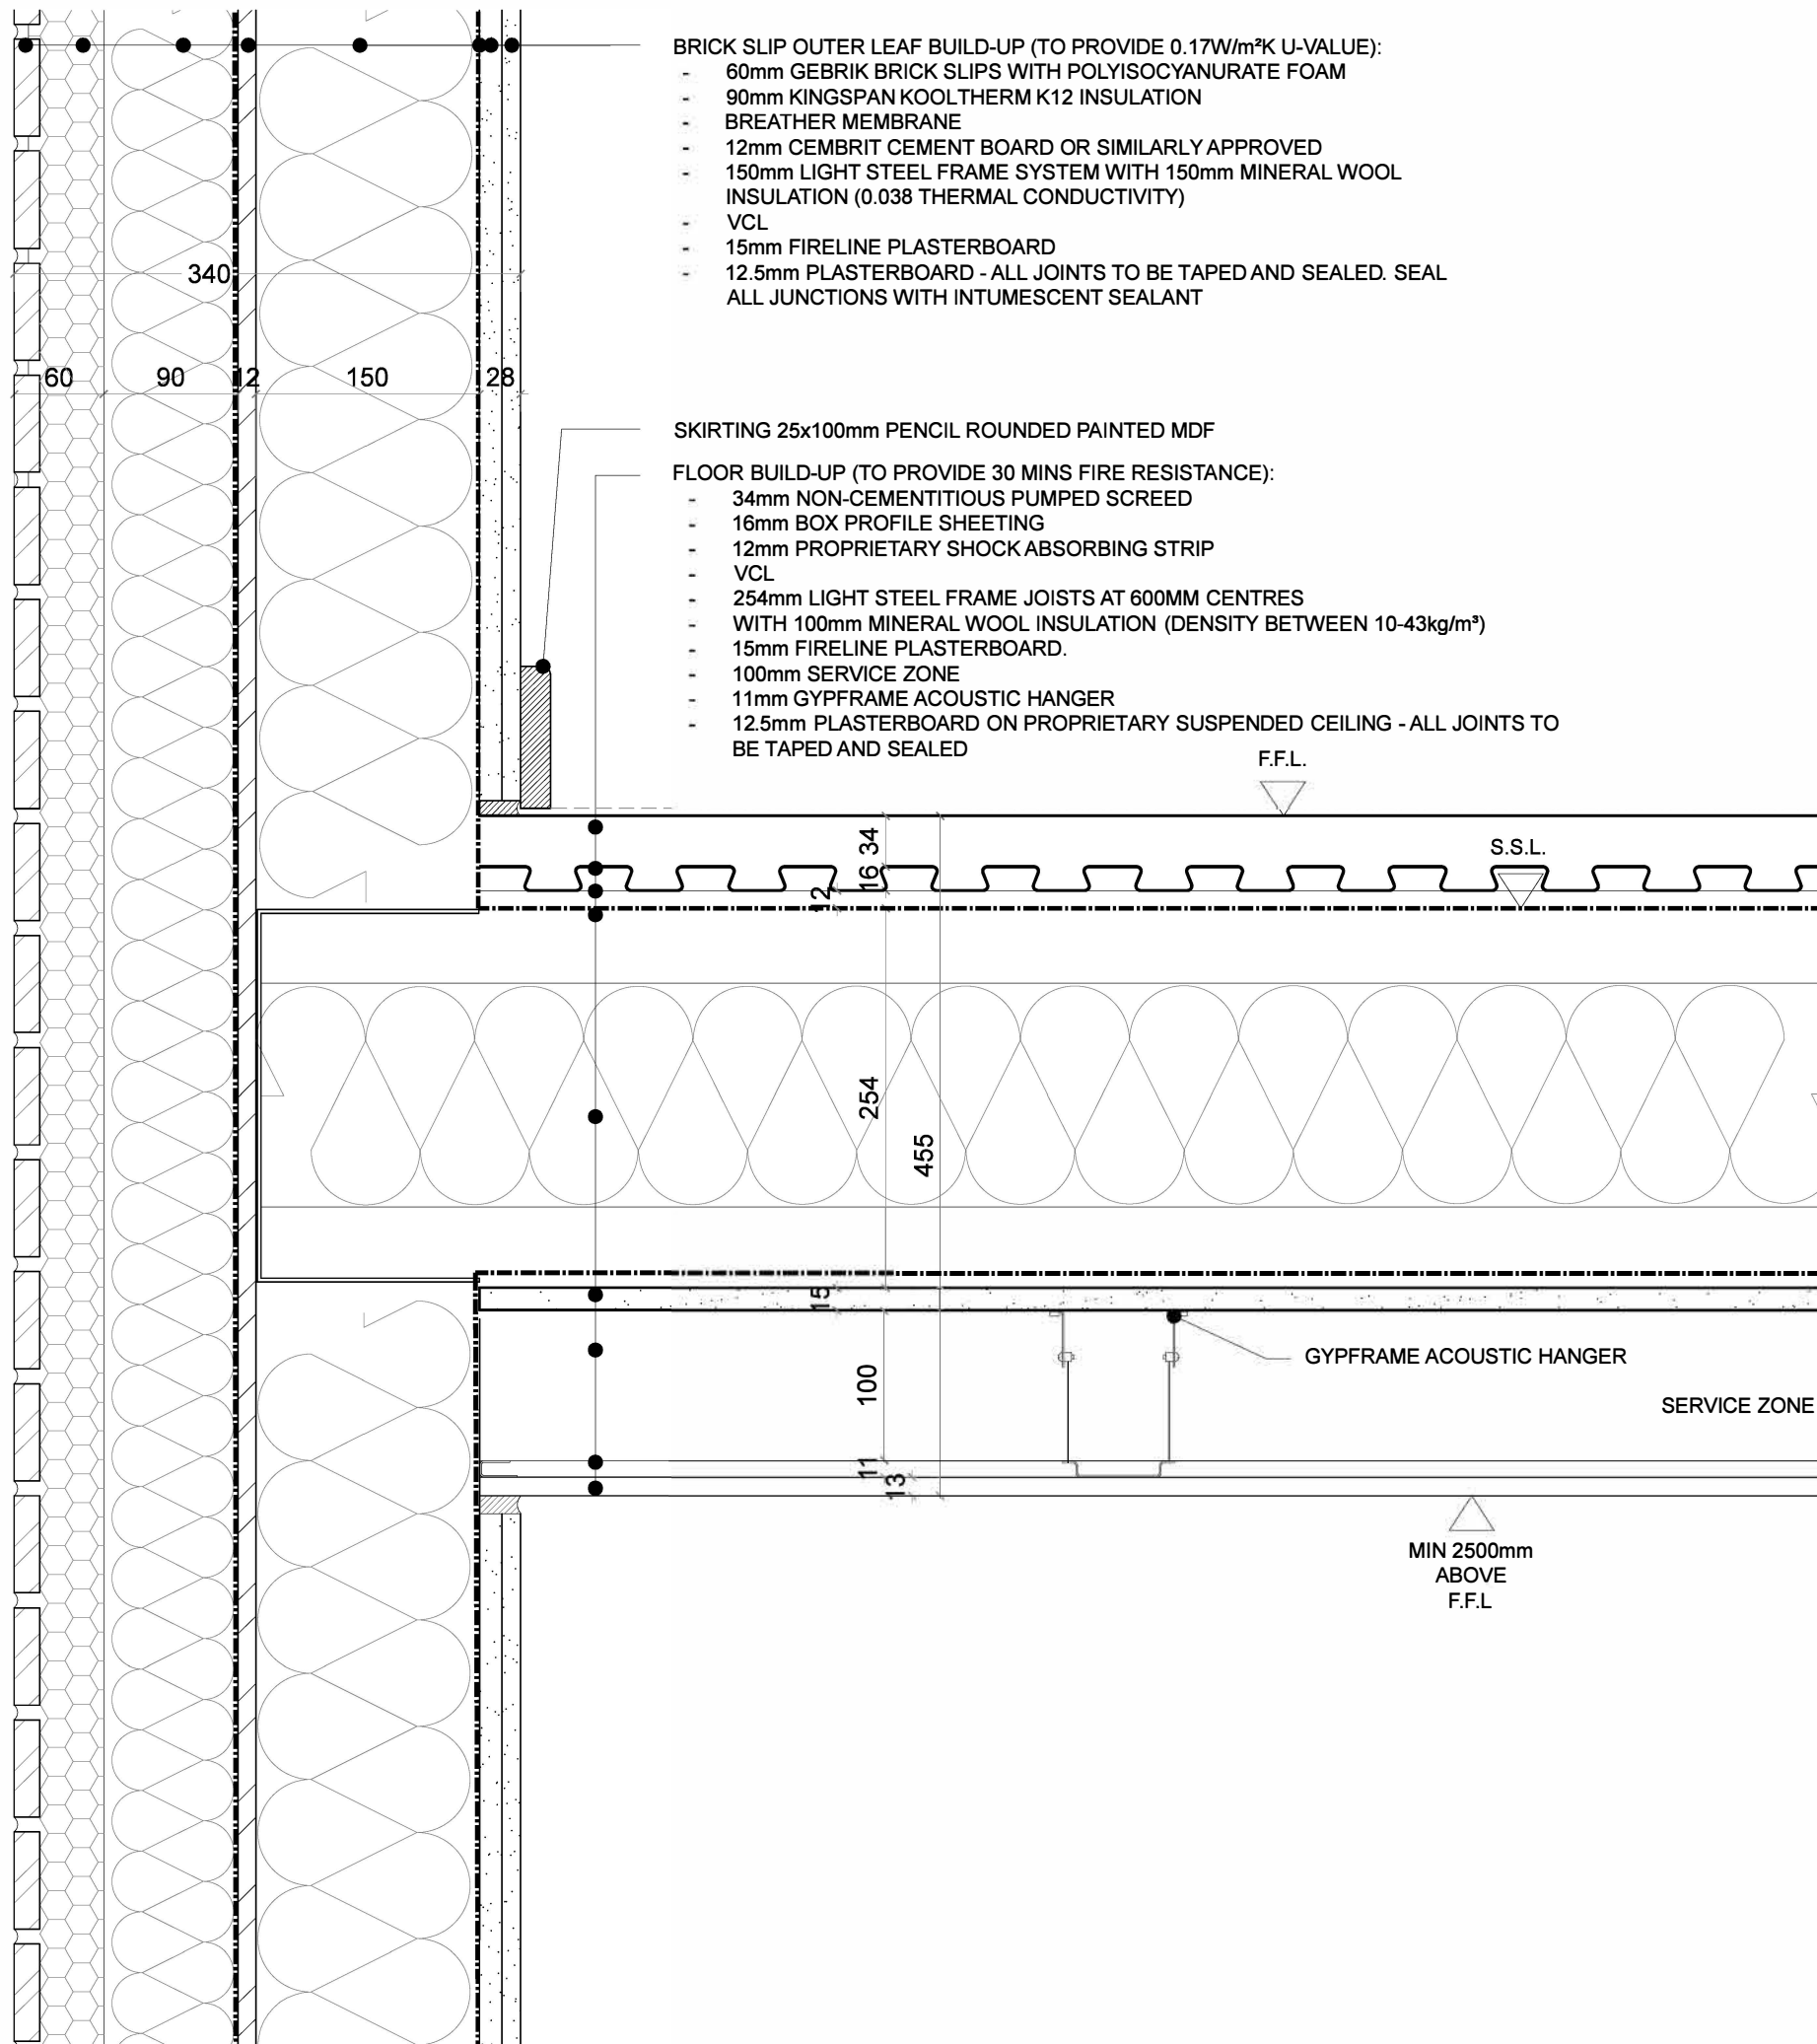 BRICK SLIP OUTER LEAF BUILD-UP (TO PROVIDE 0.17W/m²K U-VALUE):
- 60mm GEBRIK BRICK SLIPS WITH POLYISOCYANURATE FOAM
- 90mm KINGSPAN KOOLTHERM K12 INSULATION
- BREATHER MEMBRANE
- 12mm CEMBRIT CEMENT BOARD OR SIMILARLY APPROVED
- 150mm LIGHT STEEL FRAME SYSTEM WITH 150mm MINERAL WOOL
INSULATION (0.038 THERMAL CONDUCTIVITY)
- VCL
- 15mm FIRELINE PLASTERBOARD
- 12.5mm PLASTERBOARD - ALL JOINTS TO BE TAPED AND SEALED. SEAL
ALL JUNCTIONS WITH INTUMESCENT SEALANT
340
60 90 12 150 28
SKIRTING 25x100mm PENCIL ROUNDED PAINTED MDF
FLOOR BUILD-UP (TO PROVIDE 30 MINS FIRE RESISTANCE):
- 34mm NON-CEMENTITIOUS PUMPED SCREED
- 16mm BOX PROFILE SHEETING
- 12mm PROPRIETARY SHOCK ABSORBING STRIP
- VCL
- 254mm LIGHT STEEL FRAME JOISTS AT 600MM CENTRES
- WITH 100mm MINERAL WOOL INSULATION (DENSITY BETWEEN 10-43kg/m³)
- 15mm FIRELINE PLASTERBOARD.
- 100mm SERVICE ZONE
- 11mm GYPFRAME ACOUSTIC HANGER
- 12.5mm PLASTERBOARD ON PROPRIETARY SUSPENDED CEILING - ALL JOINTS TO
BE TAPED AND SEALED
F.F.L.
34
S.S.L.
16
12
254
455
15
GYPFRAME ACOUSTIC HANGER
100
SERVICE ZONE
11
13
MIN 2500mm
ABOVE
F.F.L